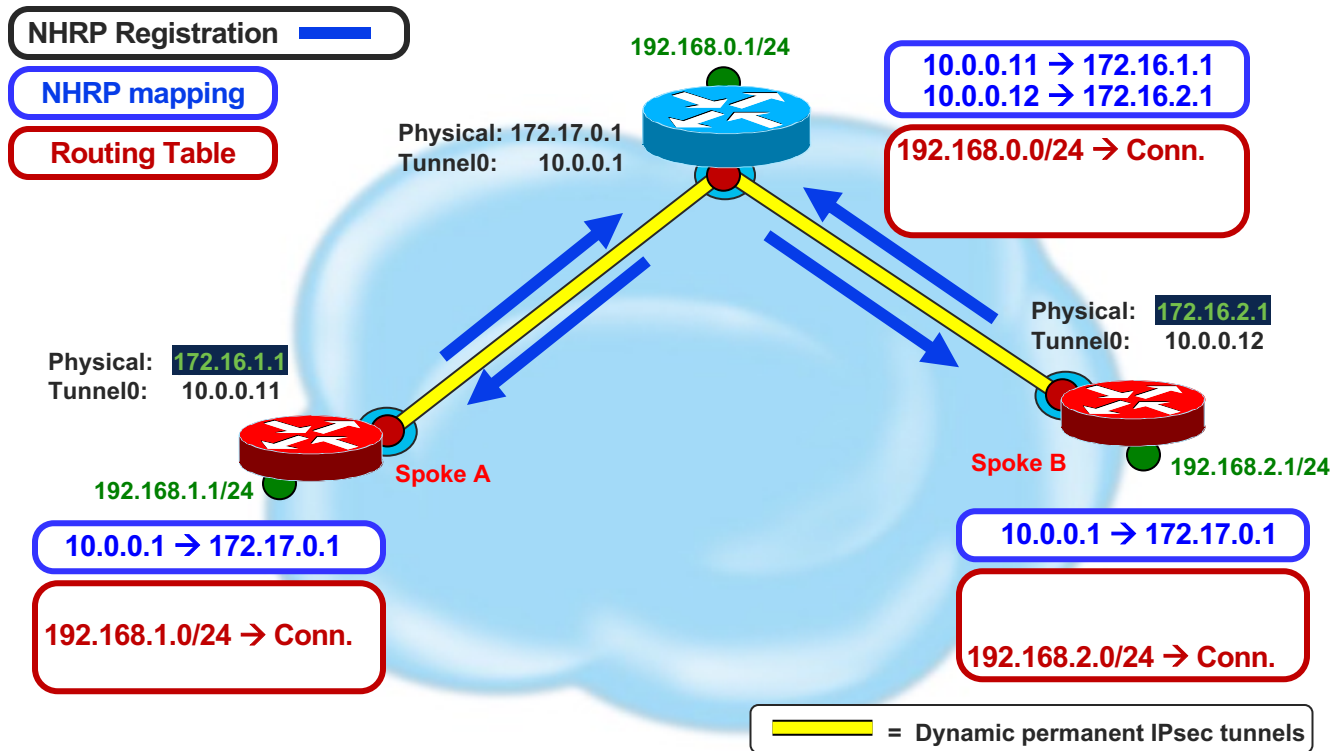 NHRP Registration
NHRP mapping
Routing Table
192.168.0.1/24
10.0.0.11 → 172.16.1.1
10.0.0.12 → 172.16.2.1
192.168.0.0/24 → Conn.
Physical: 172.17.0.1
Tunnel0: 10.0.0.1
Physical: 172.16.2.1
Tunnel0: 10.0.0.12
Physical: 172.16.1.1
Tunnel0: 10.0.0.11
Spoke A
Spoke B
192.168.1.1/24
192.168.2.1/24
10.0.0.1 → 172.17.0.1
192.168.1.0/24 → Conn.
10.0.0.1 → 172.17.0.1
192.168.2.0/24 → Conn.
= Dynamic permanent IPsec tunnels